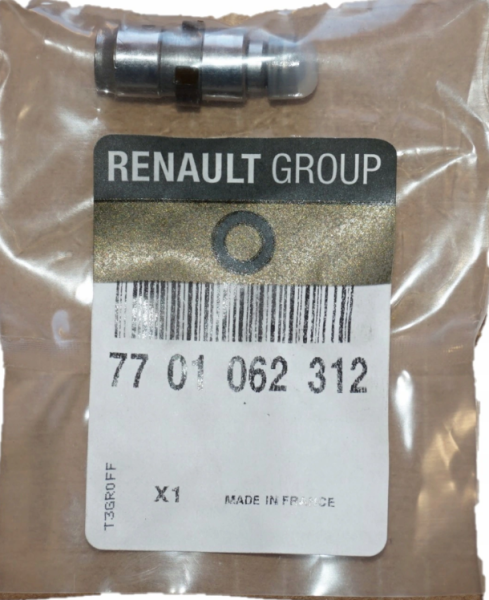 RENAULT GROUP
77 01 062 312
T3GR0FF
X1
MADE IN FRANCE